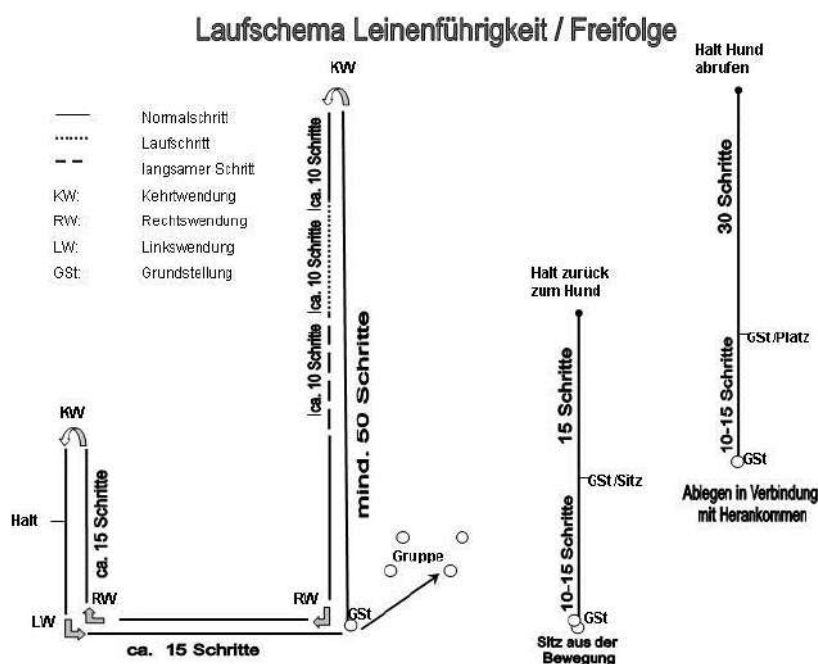 Laufschema Leinenführigkeit / Freifolge
KW
Halt Hund
abrufen
Normalschritt
Laufschritt
langsamer Schritt
KW: Kehrtwendung
RW: Rechtswendung
LW: Linkswendung
GSt: Grundstellung
ca. 10 Schritte
ca. 10 Schritte
ca. 10 Schritte
mind. 50 Schritte
30 Schritte
Halt zurück
zum Hund
GSt/Platz
15 Schritte
10-15 Schritte
GSt
KW
GSt/Sitz
Ablegen in Verbindung
mit Herankommen
Halt
ca. 15 Schritte
Gruppe
10-15 Schritte
RW
RW
GSt
GSt
LW
ca. 15 Schritte
Sitz aus der
Bewegung